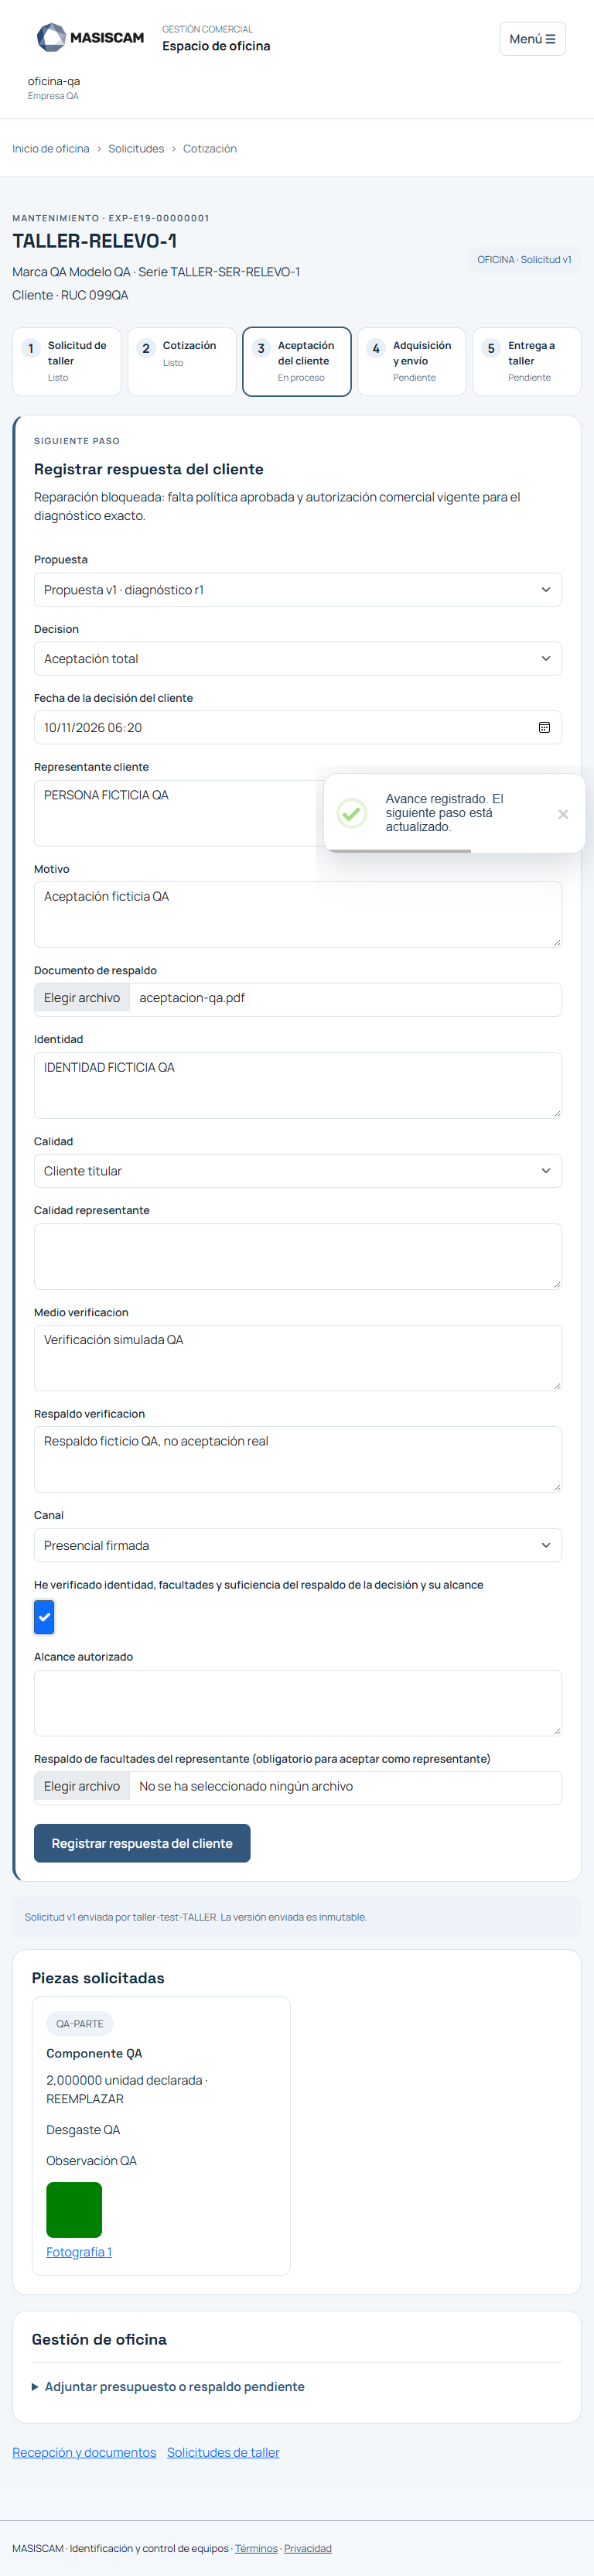 MASISCAM
GESTIÓN COMERCIAL
Espacio de oficina
Menú ☰
oficina-qa
Empresa QA
Inicio de oficina › Solicitudes › Cotización
MANTENIMIENTO · EXP-E19-00000001
TALLER-RELEVO-1
Marca QA Modelo QA · Serie TALLER-SER-RELEVO-1
Cliente · RUC 099QA
OFICINA · Solicitud v1
1 Solicitud de taller
Listo
2 Cotización
Listo
3 Aceptación del cliente
En proceso
4 Adquisición y envío
Pendiente
5 Entrega a taller
Pendiente
SIGUIENTE PASO
Registrar respuesta del cliente
Reparación bloqueada: falta política aprobada y autorización comercial vigente para el
diagnóstico exacto.
Propuesta
Propuesta v1 · diagnóstico r1
Decision
Aceptación total
Fecha de la decisión del cliente
10/11/2026 06:20
Representante cliente
PERSONA FICTICIA QA
Avance registrado. El
siguiente paso está
actualizado.
×
Motivo
Aceptación ficticia QA
Documento de respaldo
Elegir archivo aceptacion-qa.pdf
Identidad
IDENTIDAD FICTICIA QA
Calidad
Cliente titular
Calidad representante
Medio verificacion
Verificación simulada QA
Respaldo verificacion
Respaldo ficticio QA, no aceptación real
Canal
Presencial firmada
He verificado identidad, facultades y suficiencia del respaldo de la decisión y su alcance
Alcance autorizado
Respaldo de facultades del representante (obligatorio para aceptar como representante)
Elegir archivo No se ha seleccionado ningún archivo
Registrar respuesta del cliente
Solicitud v1 enviada por taller-test-TALLER. La versión enviada es inmutable.
Piezas solicitadas
QA-PARTE
Componente QA
2,000000 unidad declarada ·
REEMPLAZAR
Desgaste QA
Observación QA
Fotografía 1
Gestión de oficina
▶ Adjuntar presupuesto o respaldo pendiente
Recepción y documentos Solicitudes de taller
MASISCAM · Identificación y control de equipos · Términos · Privacidad